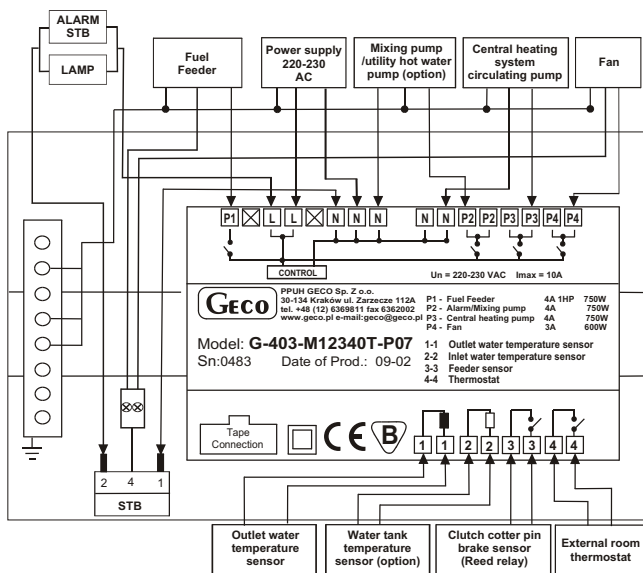 ALARM
STB
LAMP
Fuel
Feeder
Power supply
220-230
AC
Mixing pump
/utility hot water
pump (option)
Central heating
system
circulating pump
Fan
P1 L L N N N N N P2 P2 P3 P3 P4 P4
CONTROL
Un = 220-230 VAC Imax = 10A
GECO
PPUH GECO Sp. Z o.o.
30-134 Kraków ul. Zarzecze 112A
tel. +48 (12) 6369811 fax 6362002
www.geco.pl e-mail:geco@geco.pl
P1 - Fuel Feeder 4A 1HP 750W
P2 - Alarm/Mixing pump 4A 750W
P3 - Central heating pump 4A 750W
P4 - Fan 3A 600W
Model: G-403-M12340T-P07
Sn:0483 Date of Prod.: 09-02
1-1 Outlet water temperature sensor
2-2 Inlet water temperature sensor
3-3 Feeder sensor
4-4 Thermostat
Tape
Connection
CE
B
1 1 2 2 3 3 4 4
2 4 1
STB
Outlet water
temperature
sensor
Water tank
temperature
sensor (option)
Clutch cotter pin
brake sensor
(Reed relay)
External room
thermostat